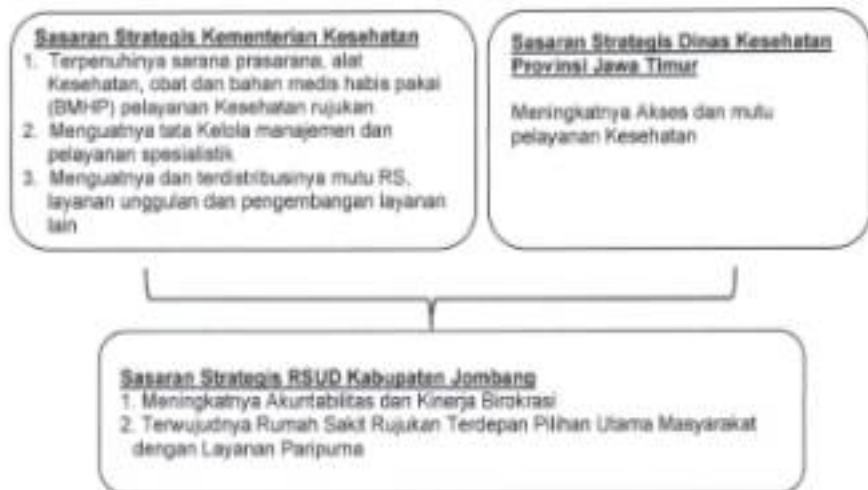 Sasaran Strategis Kementerian Kesehatan
1. Terpenuhinya sarana prasarana, alat
Kesehatan, obat dan bahan medis habis pakai
(BMHP) pelayanan Kesehatan rujukan
2. Menguatnya tata Kelola manajemen dan
pelayanan spesialistik
3. Menguatnya dan terdistribusinya mutu RS,
layanan unggulan dan pengembangan layanan
lain
Sasaran Strategis Dinas Kesehatan
Provinsi Jawa Timur
Meningkatnya Akses dan mutu
pelayanan Kesehatan
Sasaran Strategis RSUD Kabupaten Jombang
1. Meningkatnya Akuntabilitas dan Kinerja Birokrasi
2. Terwujudnya Rumah Sakit Rujukan Terdepan Pilihan Utama Masyarakat
dengan Layanan Paripurna